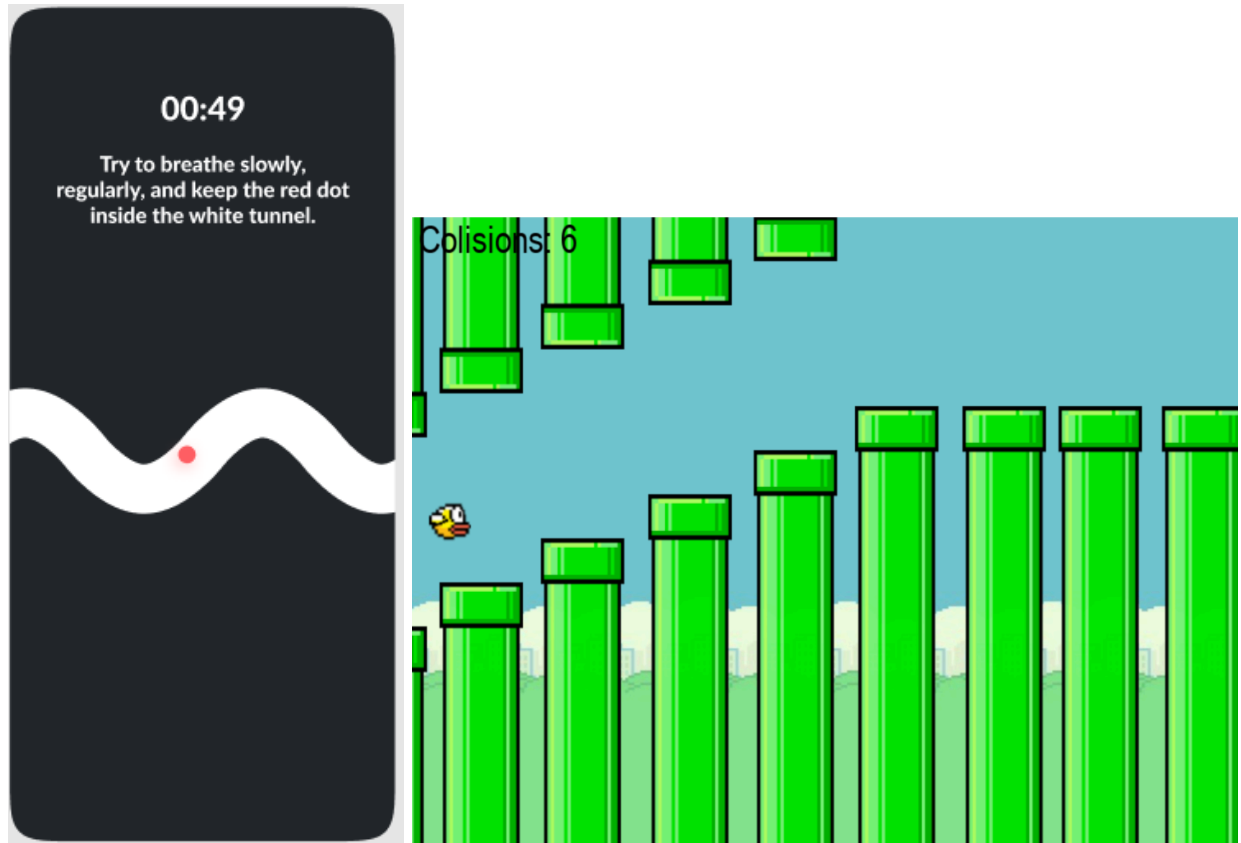 00:49
Try to breathe slowly,
regularly, and keep the red dot
inside the white tunnel.
Colisions: 6